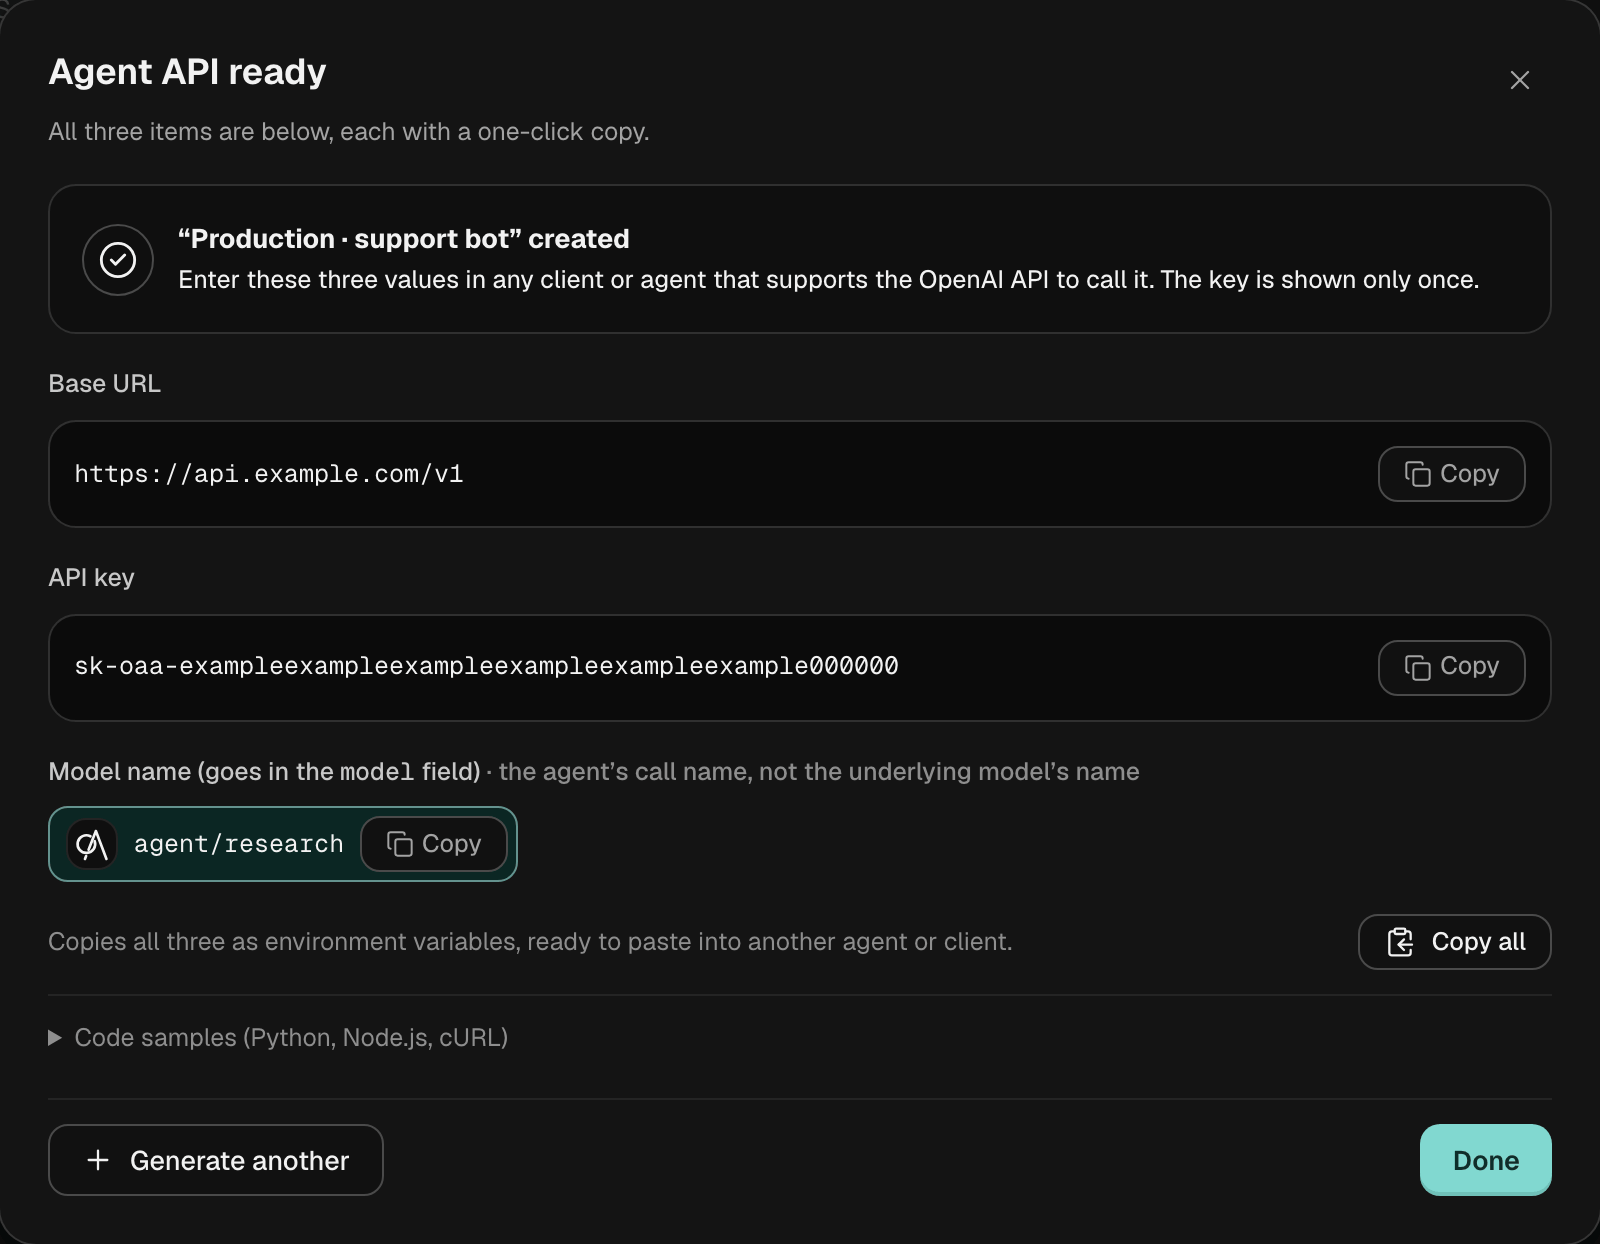 Agent API ready
All three items are below, each with a one-click copy.
“Production · support bot” created
Enter these three values in any client or agent that supports the OpenAI API to call it. The key is shown only once.
Base URL
https://api.example.com/v1
Copy
API key
sk-oaa-exampleexampleexampleexampleexampleexample000000
Copy
Model name (goes in the model field) · the agent’s call name, not the underlying model’s name
agent/research
Copy
Copies all three as environment variables, ready to paste into another agent or client.
Copy all
Code samples (Python, Node.js, cURL)
Generate another
Done